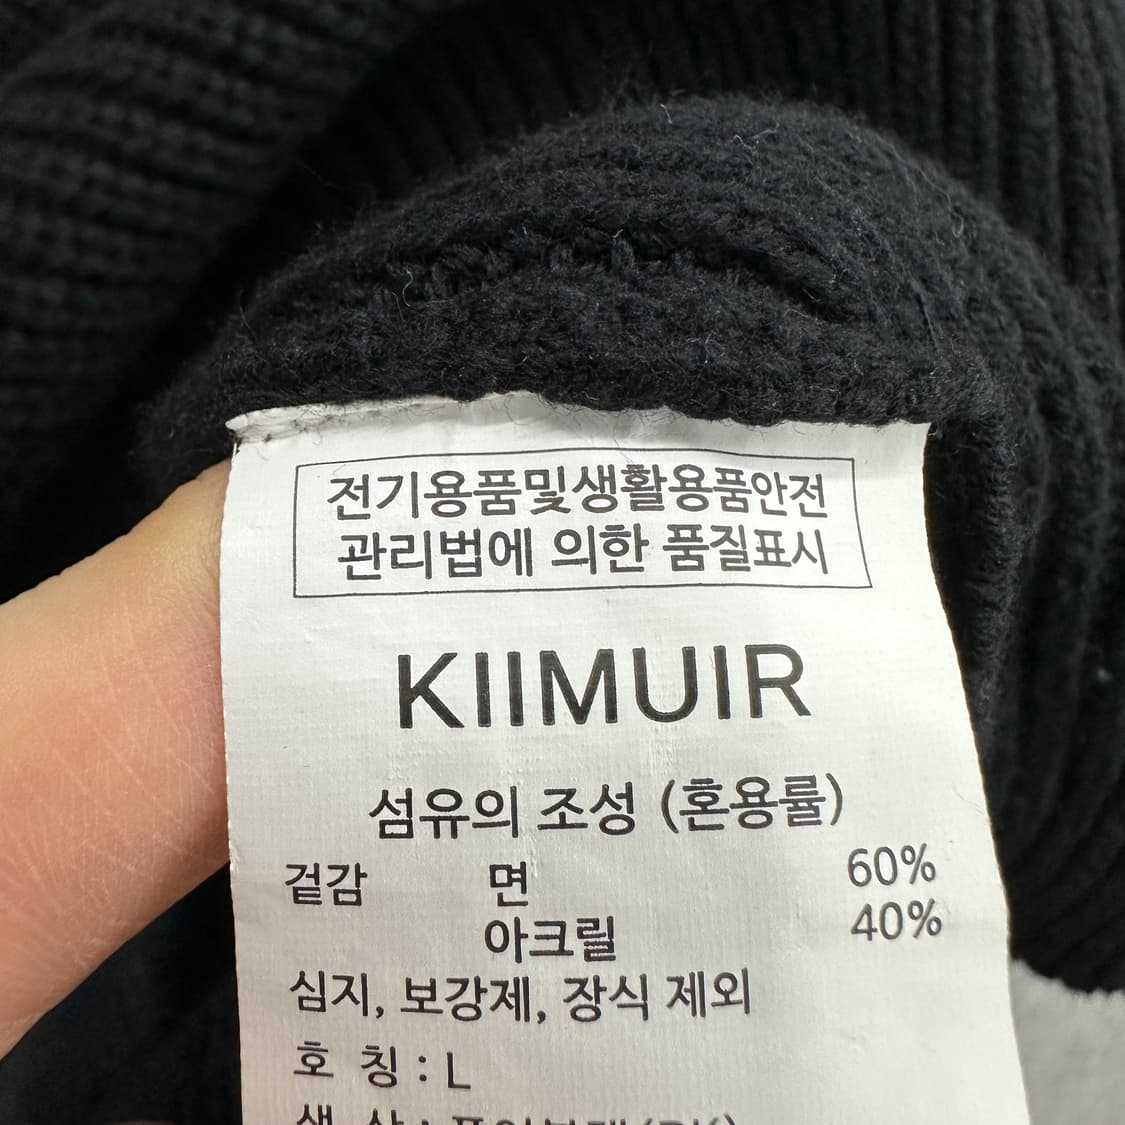 전기용품및생활용품안전
관리법에 의한 품질표시
KIIMUIR
섬유의 조성 (혼용률)
겉감 면 60%
아크릴 40%
심지, 보강제, 장식 제외
호 칭 : L
색 상 :